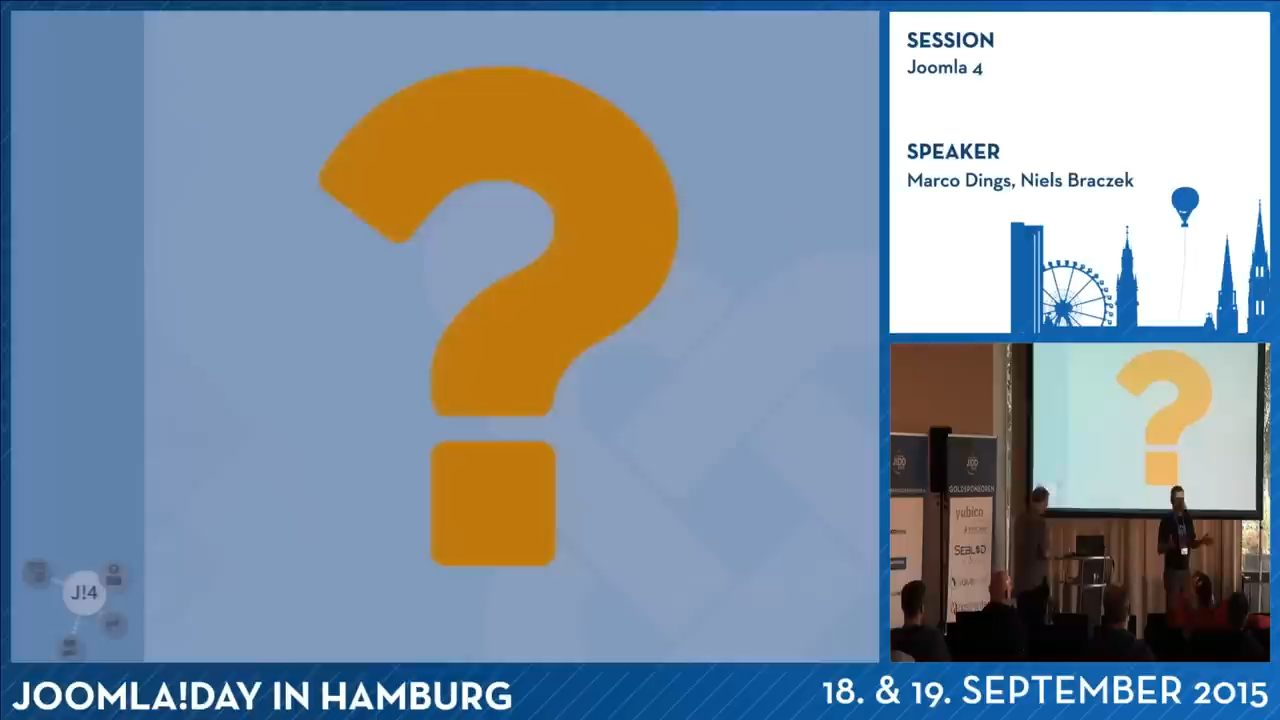 ?
J!4
SESSION
Joomla 4
SPEAKER
Marco Dings, Niels Braczek
?
GOLDSPONSOREN
yubico
SEBLOD
JOOMLA!DAY IN HAMBURG
18. & 19. SEPTEMBER 2015